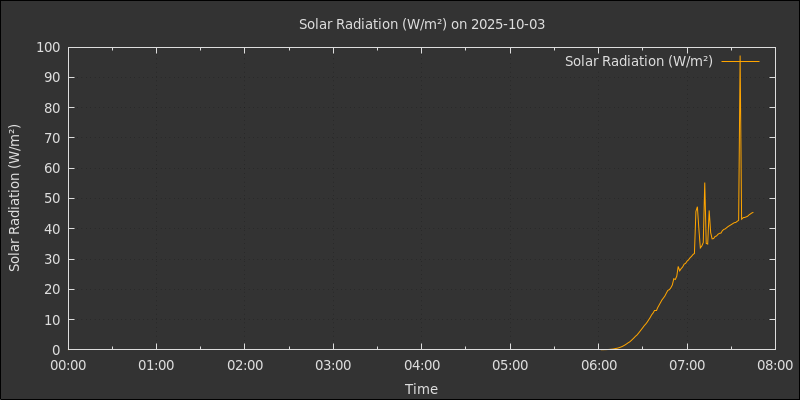 Solar Radiation (W/m²) on 2025-10-03
Solar Radiation (W/m²)
Solar Radiation (W/m²)
100
90
80
70
60
50
40
30
20
10
0
00:00 01:00 02:00 03:00 04:00 05:00 06:00 07:00 08:00
Time